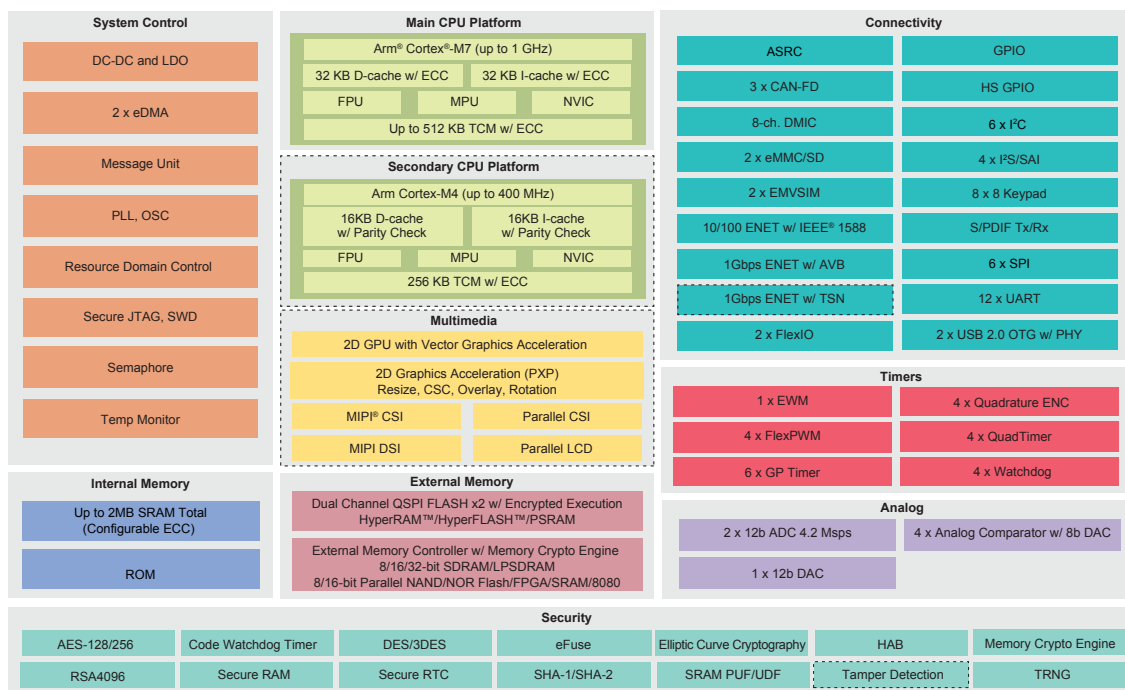 System Control
DC-DC and LDO
2 x eDMA
Message Unit
PLL, OSC
Resource Domain Control
Secure JTAG, SWD
Semaphore
Temp Monitor
Internal Memory
Up to 2MB SRAM Total
(Configurable ECC)
ROM
Main CPU Platform
Arm® Cortex®-M7 (up to 1 GHz)
32 KB D-cache w/ ECC
32 KB I-cache w/ ECC
FPU
MPU
NVIC
Up to 512 KB TCM w/ ECC
Secondary CPU Platform
Arm Cortex-M4 (up to 400 MHz)
16KB D-cache
w/ Parity Check
16KB I-cache
w/ Parity Check
FPU
MPU
NVIC
256 KB TCM w/ ECC
Multimedia
2D GPU with Vector Graphics Acceleration
2D Graphics Acceleration (PXP)
Resize, CSC, Overlay, Rotation
MIPI® CSI
Parallel CSI
MIPI DSI
Parallel LCD
External Memory
Dual Channel QSPI FLASH x2 w/ Encrypted Execution
HyperRAM™/HyperFLASH™/PSRAM
External Memory Controller w/ Memory Crypto Engine
8/16/32-bit SDRAM/LPSDRAM
8/16-bit Parallel NAND/NOR Flash/FPGA/SRAM/8080
Connectivity
ASRC
GPIO
3 x CAN-FD
HS GPIO
8-ch. DMIC
6 x I²C
2 x eMMC/SD
4 x I²S/SAI
2 x EMVSIM
8 x 8 Keypad
10/100 ENET w/ IEEE® 1588
S/PDIF Tx/Rx
1Gbps ENET w/ AVB
6 x SPI
1Gbps ENET w/ TSN
12 x UART
2 x FlexIO
2 x USB 2.0 OTG w/ PHY
Timers
1 x EWM
4 x Quadrature ENC
4 x FlexPWM
4 x QuadTimer
6 x GP Timer
4 x Watchdog
Analog
2 x 12b ADC 4.2 Msps
4 x Analog Comparator w/ 8b DAC
1 x 12b DAC
Security
AES-128/256
Code Watchdog Timer
DES/3DES
eFuse
Elliptic Curve Cryptography
HAB
Memory Crypto Engine
RSA4096
Secure RAM
Secure RTC
SHA-1/SHA-2
SRAM PUF/UDF
Tamper Detection
TRNG